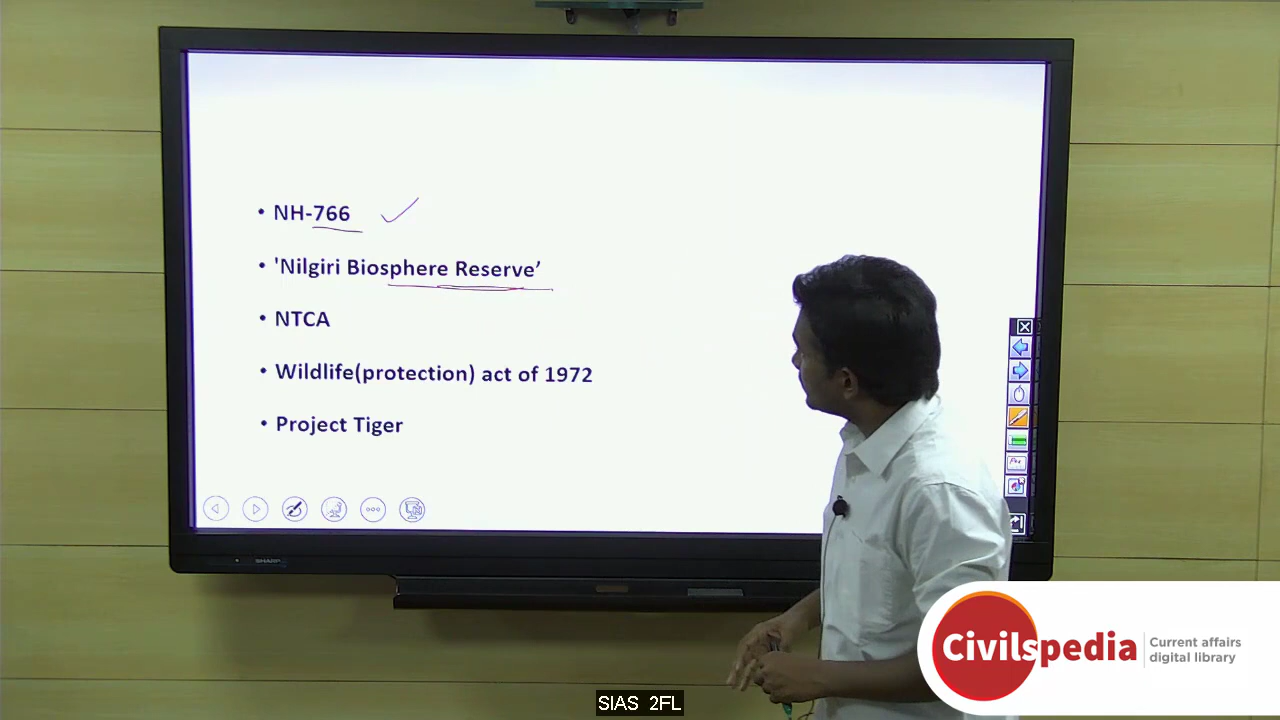 • NH-766
• 'Nilgiri Biosphere Reserve’
• NTCA
• Wildlife(protection) act of 1972
• Project Tiger
SHARP
Civilspedia
Current affairs
digital library
SIAS 2FL